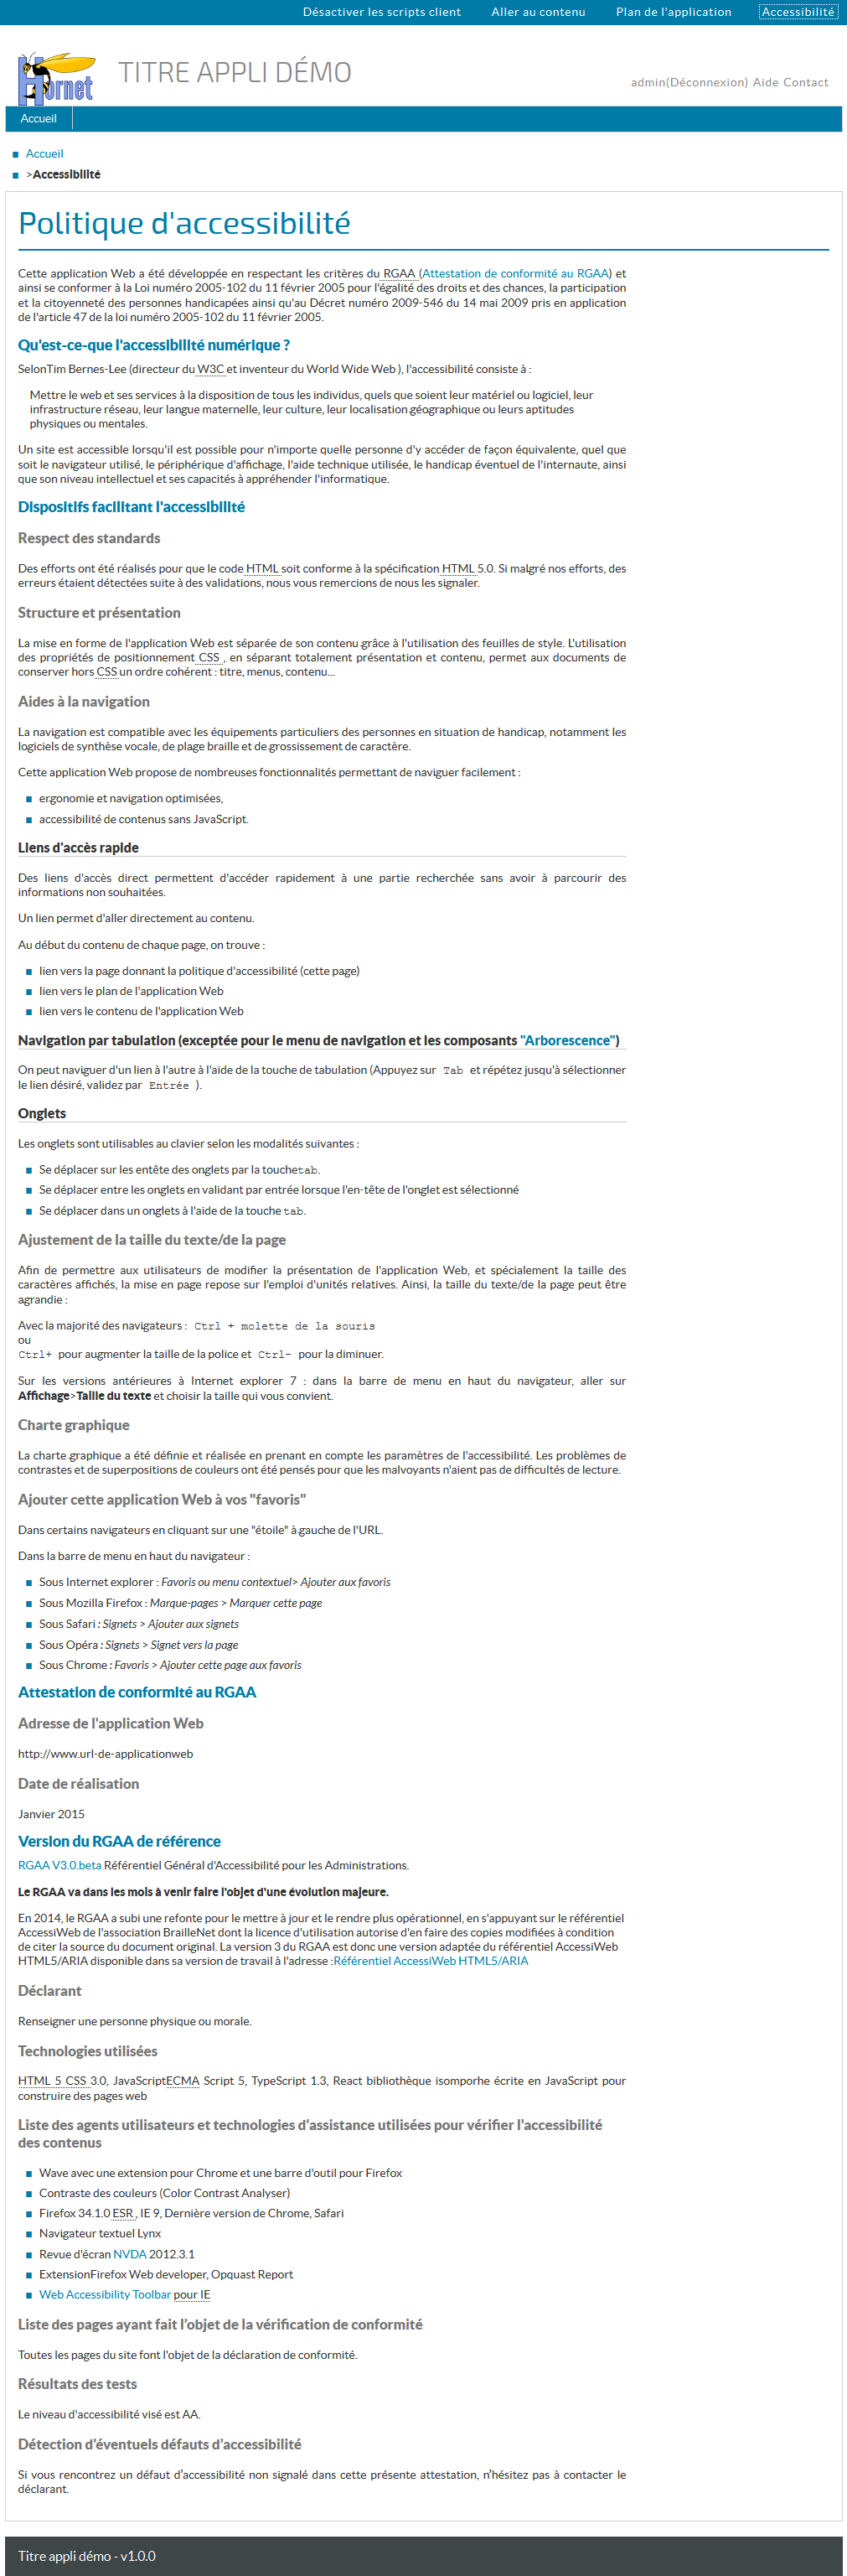 Désactiver les scripts client Aller au contenu Plan de l'application Accessibilité
Hornet
TITRE APPLI DÉMO
admin(Déconnexion) Aide Contact
Accueil
Accueil
>Accessibilité
Politique d'accessibilité
Cette application Web a été développée en respectant les critères du RGAA (Attestation de conformité au RGAA) et
ainsi se conformer à la Loi numéro 2005-102 du 11 février 2005 pour l'égalité des droits et des chances, la participation
et la citoyenneté des personnes handicapées ainsi qu'au Décret numéro 2009-546 du 14 mai 2009 pris en application
de l'article 47 de la loi numéro 2005-102 du 11 février 2005.
Qu'est-ce-que l'accessibilité numérique ?
SelonTim Bernes-Lee (directeur du W3C et inventeur du World Wide Web ), l'accessibilité consiste à :
Mettre le web et ses services à la disposition de tous les individus, quels que soient leur matériel ou logiciel, leur
infrastructure réseau, leur langue maternelle, leur culture, leur localisation géographique ou leurs aptitudes
physiques ou mentales.
Un site est accessible lorsqu'il est possible pour n'importe quelle personne d'y accéder de façon équivalente, quel que
soit le navigateur utilisé, le périphérique d'affichage, l'aide technique utilisée, le handicap éventuel de l'internaute, ainsi
que son niveau intellectuel et ses capacités à appréhender l'informatique.
Dispositifs facilitant l'accessibilité
Respect des standards
Des efforts ont été réalisés pour que le code HTML soit conforme à la spécification HTML 5.0. Si malgré nos efforts, des
erreurs étaient détectées suite à des validations, nous vous remercions de nous les signaler.
Structure et présentation
La mise en forme de l'application Web est séparée de son contenu grâce à l'utilisation des feuilles de style. L'utilisation
des propriétés de positionnement CSS , en séparant totalement présentation et contenu, permet aux documents de
conserver hors CSS un ordre cohérent : titre, menus, contenu...
Aides à la navigation
La navigation est compatible avec les équipements particuliers des personnes en situation de handicap, notamment les
logiciels de synthèse vocale, de plage braille et de grossissement de caractère.
Cette application Web propose de nombreuses fonctionnalités permettant de naviguer facilement :
ergonomie et navigation optimisées,
accessibilité de contenus sans JavaScript.
Liens d'accès rapide
Des liens d'accès direct permettent d'accéder rapidement à une partie recherchée sans avoir à parcourir des
informations non souhaitées.
Un lien permet d'aller directement au contenu.
Au début du contenu de chaque page, on trouve :
lien vers la page donnant la politique d'accessibilité (cette page)
lien vers le plan de l'application Web
lien vers le contenu de l'application Web
Navigation par tabulation (exceptée pour le menu de navigation et les composants "Arborescence")
On peut naviguer d'un lien à l'autre à l'aide de la touche de tabulation (Appuyez sur Tab et répétez jusqu'à sélectionner
le lien désiré, validez par Entrée ).
Onglets
Les onglets sont utilisables au clavier selon les modalités suivantes :
Se déplacer sur les entête des onglets par la touchetab.
Se déplacer entre les onglets en validant par entrée lorsque l'en-tête de l'onglet est sélectionné
Se déplacer dans un onglets à l'aide de la touche tab.
Ajustement de la taille du texte/de la page
Afin de permettre aux utilisateurs de modifier la présentation de l'application Web, et spécialement la taille des
caractères affichés, la mise en page repose sur l'emploi d'unités relatives. Ainsi, la taille du texte/de la page peut être
agrandie :
Avec la majorité des navigateurs : Ctrl + molette de la souris
ou
Ctrl+ pour augmenter la taille de la police et Ctrl- pour la diminuer.
Sur les versions antérieures à Internet explorer 7 : dans la barre de menu en haut du navigateur, aller sur
Affichage>Taille du texte et choisir la taille qui vous convient.
Charte graphique
La charte graphique a été définie et réalisée en prenant en compte les paramètres de l'accessibilité. Les problèmes de
contrastes et de superpositions de couleurs ont été pensés pour que les malvoyants n'aient pas de difficultés de lecture.
Ajouter cette application Web à vos "favoris"
Dans certains navigateurs en cliquant sur une "étoile" à gauche de l'URL.
Dans la barre de menu en haut du navigateur :
Sous Internet explorer : Favoris ou menu contextuel> Ajouter aux favoris
Sous Mozilla Firefox : Marque-pages > Marquer cette page
Sous Safari : Signets > Ajouter aux signets
Sous Opéra : Signets > Signet vers la page
Sous Chrome : Favoris > Ajouter cette page aux favoris
Attestation de conformité au RGAA
Adresse de l'application Web
http://www.url-de-applicationweb
Date de réalisation
Janvier 2015
Version du RGAA de référence
RGAA V3.0.beta Référentiel Général d'Accessibilité pour les Administrations.
Le RGAA va dans les mois à venir faire l'objet d'une évolution majeure.
En 2014, le RGAA a subi une refonte pour le mettre à jour et le rendre plus opérationnel, en s'appuyant sur le référentiel
AccessiWeb de l'association BrailleNet dont la licence d'utilisation autorise d'en faire des copies modifiées à condition
de citer la source du document original. La version 3 du RGAA est donc une version adaptée du référentiel AccessiWeb
HTML5/ARIA disponible dans sa version de travail à l'adresse :Référentiel AccessiWeb HTML5/ARIA
Déclarant
Renseigner une personne physique ou morale.
Technologies utilisées
HTML 5 CSS 3.0, JavaScriptECMA Script 5, TypeScript 1.3, React bibliothèque isomporhe écrite en JavaScript pour
construire des pages web
Liste des agents utilisateurs et technologies d'assistance utilisées pour vérifier l'accessibilité
des contenus
Wave avec une extension pour Chrome et une barre d'outil pour Firefox
Contraste des couleurs (Color Contrast Analyser)
Firefox 34.1.0 ESR , IE 9, Dernière version de Chrome, Safari
Navigateur textuel Lynx
Revue d'écran NVDA 2012.3.1
ExtensionFirefox Web developer, Opquast Report
Web Accessibility Toolbar pour IE
Liste des pages ayant fait l’objet de la vérification de conformité
Toutes les pages du site font l'objet de la déclaration de conformité.
Résultats des tests
Le niveau d'accessibilité visé est AA.
Détection d’éventuels défauts d’accessibilité
Si vous rencontrez un défaut d’accessibilité non signalé dans cette présente attestation, n’hésitez pas à contacter le
déclarant.
Titre appli démo - v1.0.0